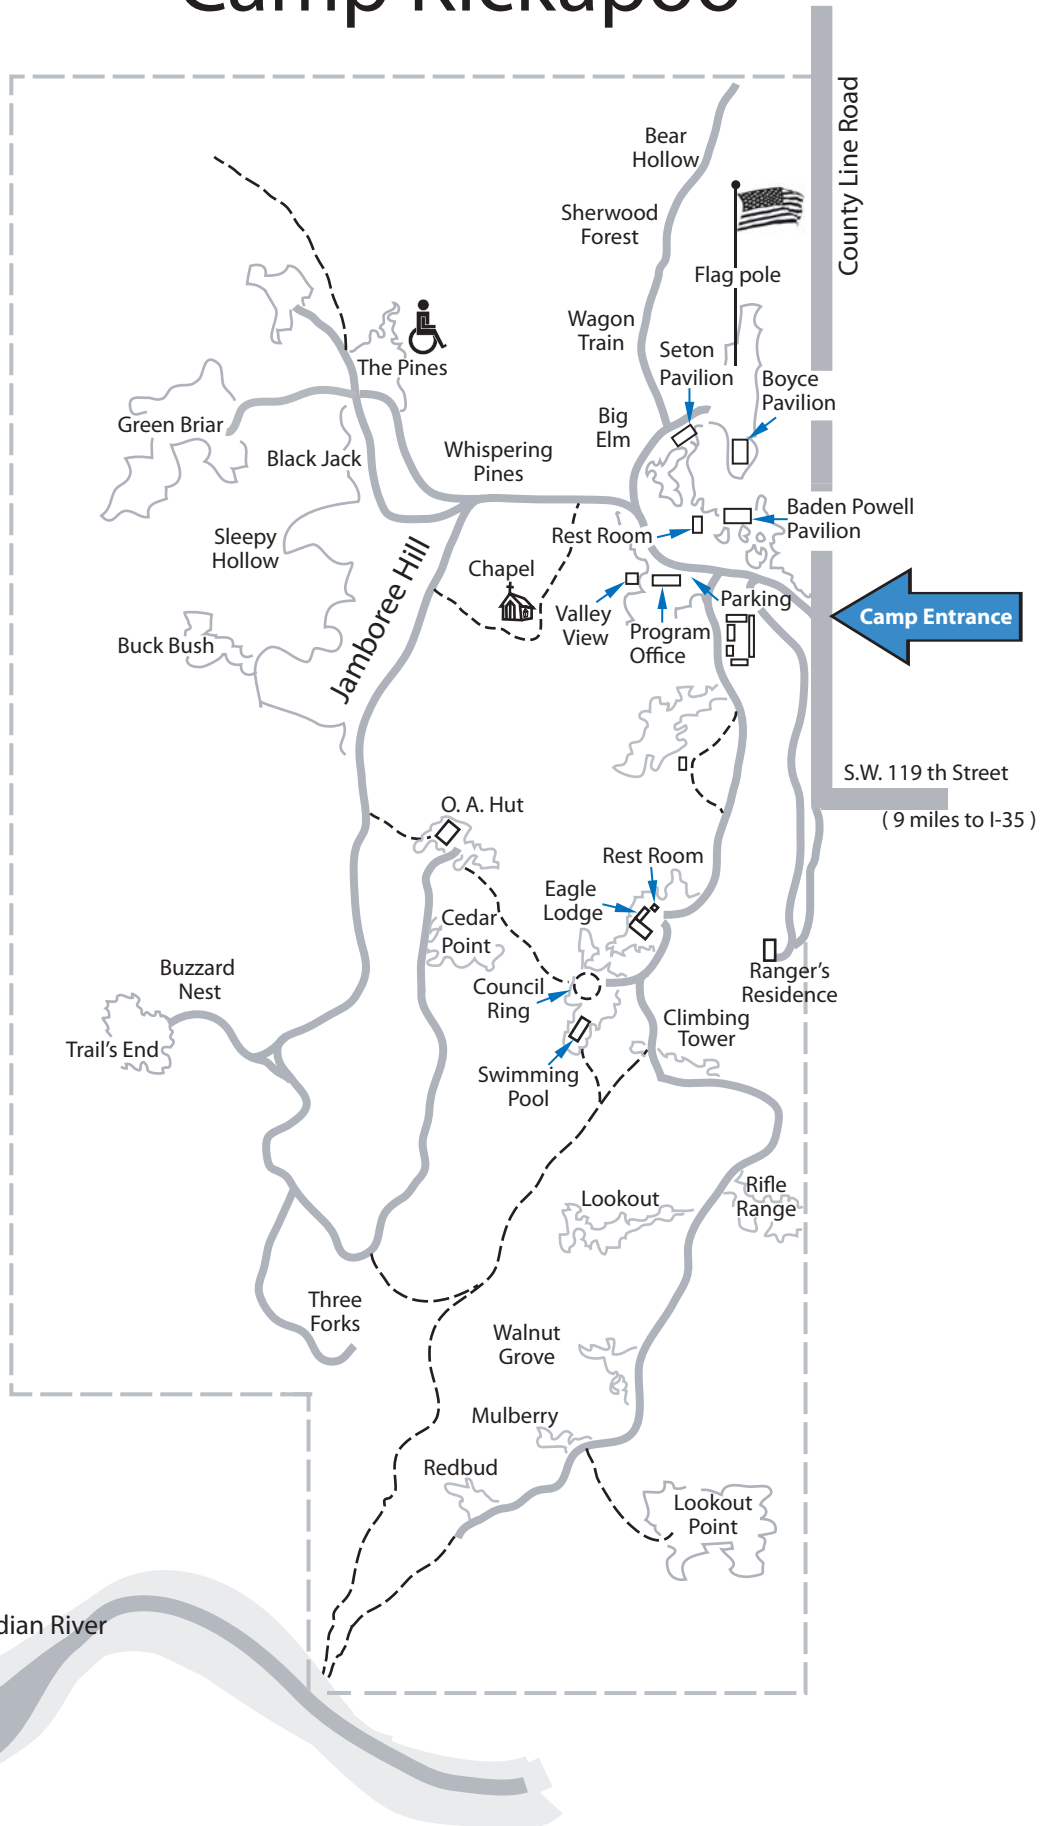 Camp Kickapoo
County Line Road
Bear
Hollow
Sherwood
Forest
Flag pole
Wagon
Train
Seton
Pavilion
Boyce
Pavilion
The Pines
Big
Elm
Green Briar
Black Jack
Whispering
Pines
Baden Powell
Pavilion
Rest Room
Sleepy
Hollow
Jamboree Hill
Chapel
Valley
View
Program
Office
Parking
Camp Entrance
Buck Bush
S.W. 119 th Street
( 9 miles to I-35 )
O. A. Hut
Rest Room
Eagle
Lodge
Cedar
Point
Buzzard
Nest
Council
Ring
Ranger's
Residence
Trail's End
Climbing
Tower
Swimming
Pool
Lookout
Rifle
Range
Three
Forks
Walnut
Grove
Mulberry
Redbud
Lookout
Point
dian River